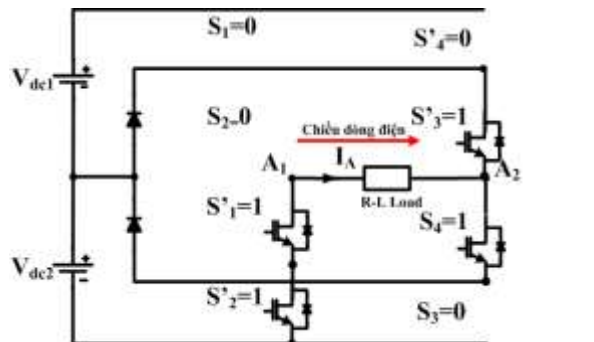 S₁=0
S'₄=0
V_dc1
S₂=0
S'₃=1
Chiều dòng điện
A₁
I_A
A₂
R-L Load
S'₁=1
S₄=1
V_dc2
S'₂=1
S₃=0